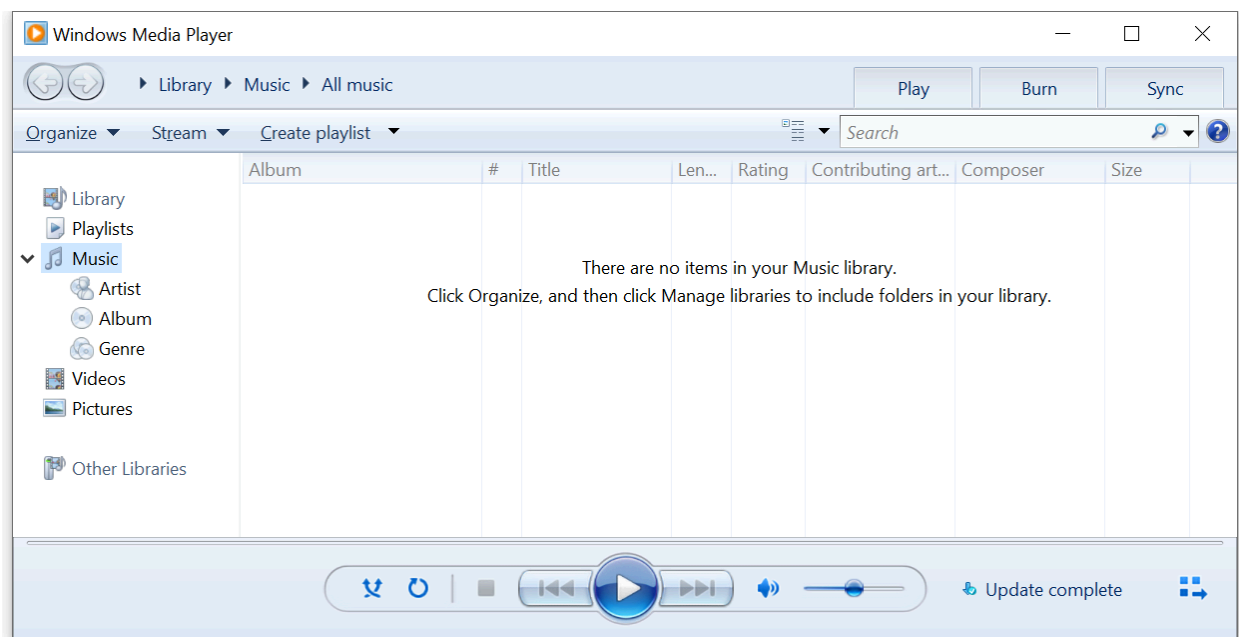 Windows Media Player
Library Music All music
Play Burn Sync
Organize Stream Create playlist Search
Album # Title Len... Rating Contributing art... Composer Size
Library
Playlists
Music
Artist
Album
Genre
Videos
Pictures
Other Libraries
There are no items in your Music library.
Click Organize, and then click Manage libraries to include folders in your library.
Update complete